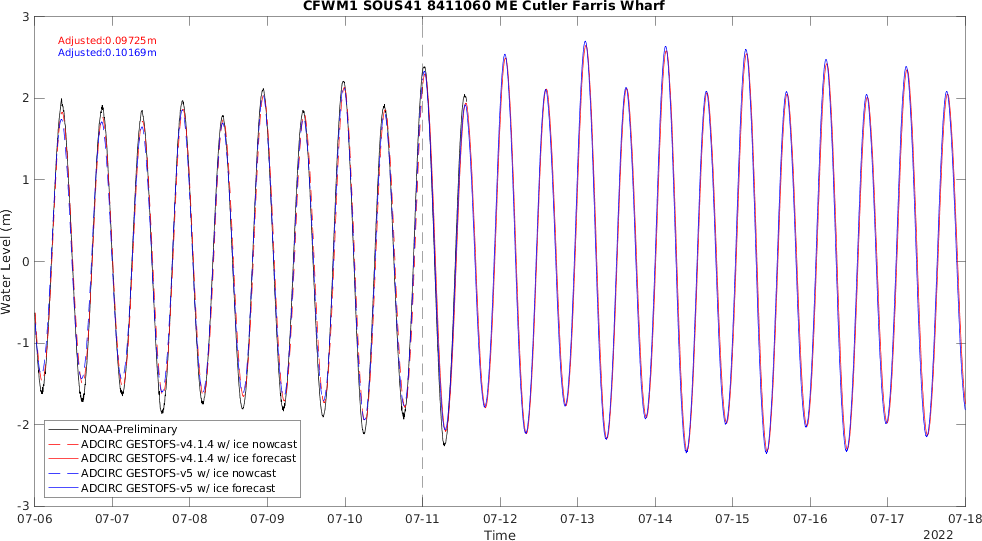 CFWM1 SOUS41 8411060 ME Cutler Farris Wharf
Adjusted:0.09725m
Adjusted:0.10169m
3
2
1
0
-1
-2
-3
Water Level (m)
NOAA-Preliminary
ADCIRC GESTOFS-v4.1.4 w/ ice nowcast
ADCIRC GESTOFS-v4.1.4 w/ ice forecast
ADCIRC GESTOFS-v5 w/ ice nowcast
ADCIRC GESTOFS-v5 w/ ice forecast
07-06 07-07 07-08 07-09 07-10 07-11 07-12 07-13 07-14 07-15 07-16 07-17 07-18
Time
2022